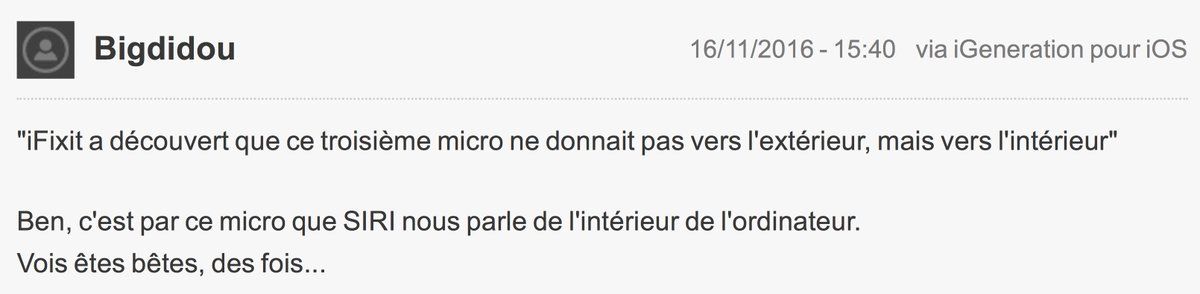 Bigdidou
16/11/2016 - 15:40 via iGeneration pour iOS
"iFixit a découvert que ce troisième micro ne donnait pas vers l'extérieur, mais vers l'intérieur"
Ben, c'est par ce micro que SIRI nous parle de l'intérieur de l'ordinateur.
Vois êtes bêtes, des fois...